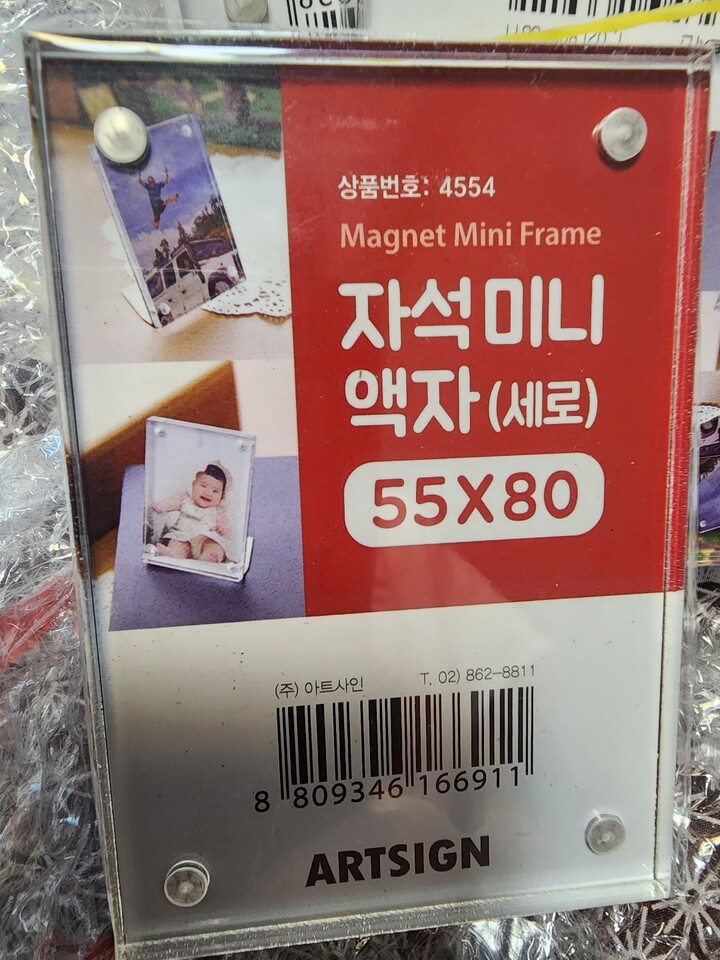 상품번호: 4554
Magnet Mini Frame
자석 미니
액자 (세로)
55X80
(주) 아트사인 T. 02) 862-8811
8 809346 166911
ARTSIGN